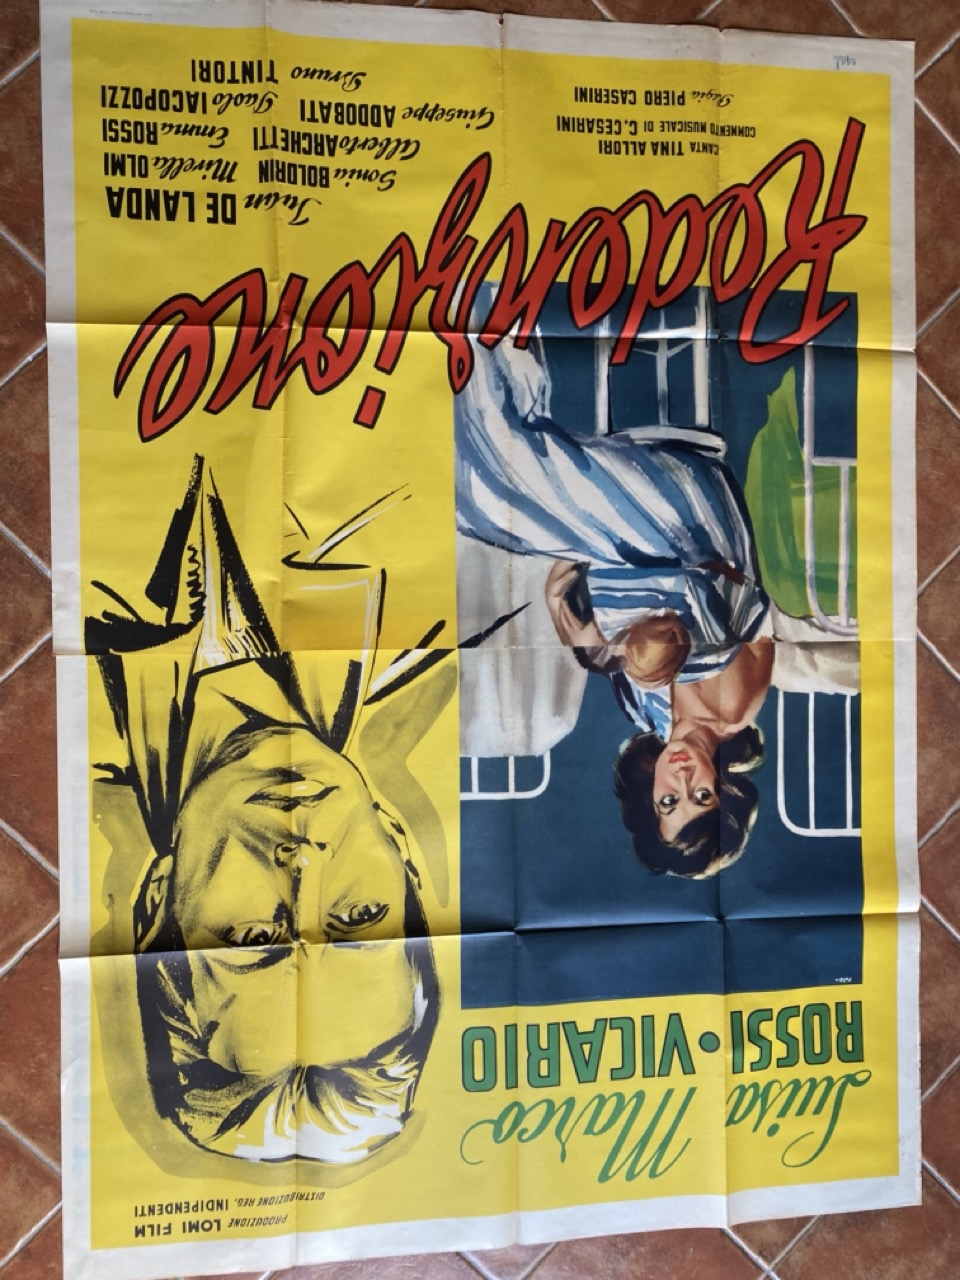 PRODUZIONE LOMI FILM
DISTRIBUZIONE REG. INDIPENDENTI
Luisa Marco
ROSSI • VICARIO
Redenzione
Juan DE LANDA
Sonia BOLDRIN Mirella OLMI
Alberto ARCHETTI Emma ROSSI
Giuseppe ADDOBATI Paolo IACOPOZZI
Bruno TINTORI
CANTA TINA ALLORI
COMMENTO MUSICALE DI C. CESARINI
Regia PIERO CASERINI